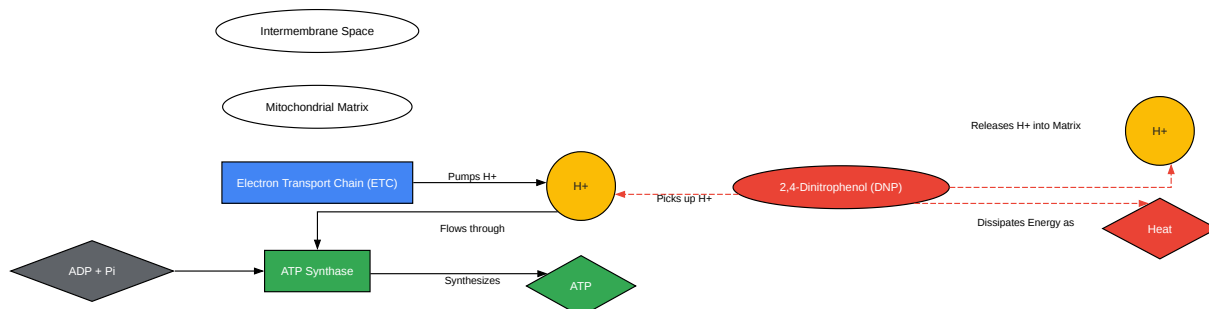 Intermembrane Space
Mitochondrial Matrix
Releases H+ into Matrix
H+
Electron Transport Chain (ETC)
Pumps H+
H+
Picks up H+
2,4-Dinitrophenol (DNP)
Flows through
Dissipates Energy as
Heat
ADP + Pi
ATP Synthase
Synthesizes
ATP